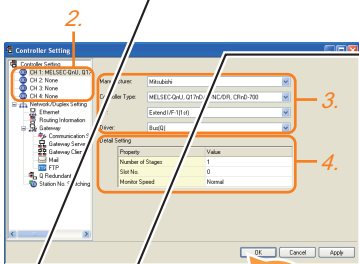 2.
Controller Setting
Controller Setting
CH 1: MELSEC-QnU, Q17
CH 2: None
CH 3: None
CH 4: None
Network/Duplex Setting
Ethernet
Routing Information
Gateway
Communication S
Gateway Server
Gateway Client
Mail
FTP
Q Redundant
Station No. Switching
Manufacturer: Mitsubishi
Controller Type: MELSEC-QnU, Q17nD NC/DR, CRnD-700
Extend I/F-1(1st)
Driver: Bus(Q)
3.
Detail Setting
Property Value
Number of Stages 1
Slot No. 0
Monitor Speed Normal
4.
OK Cancel Apply